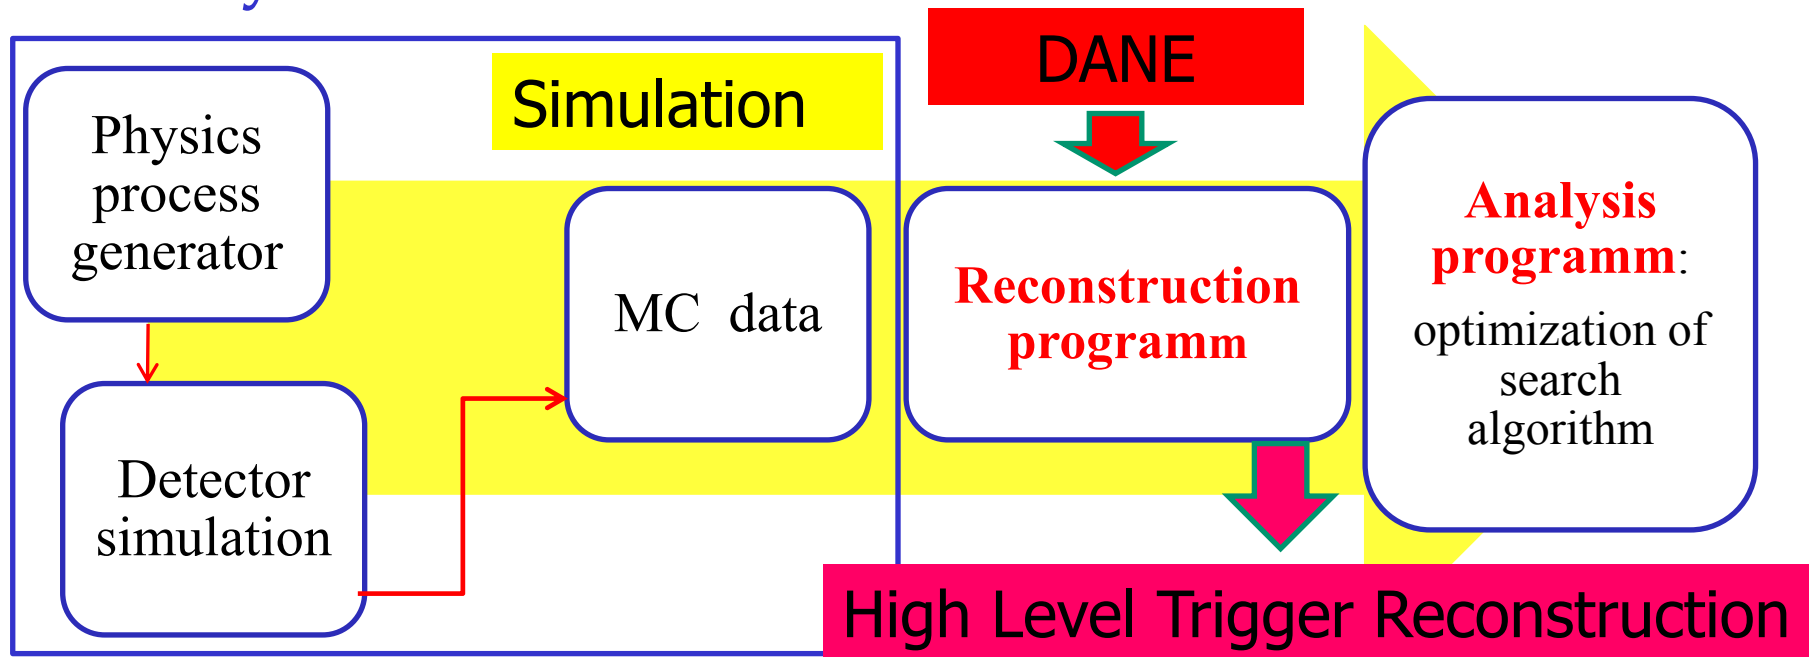 Simulation
DANE
Physics
process
generator
MC data
Reconstruction
programm
Analysis
programm:
optimization of
search
algorithm
Detector
simulation
High Level Trigger Reconstruction